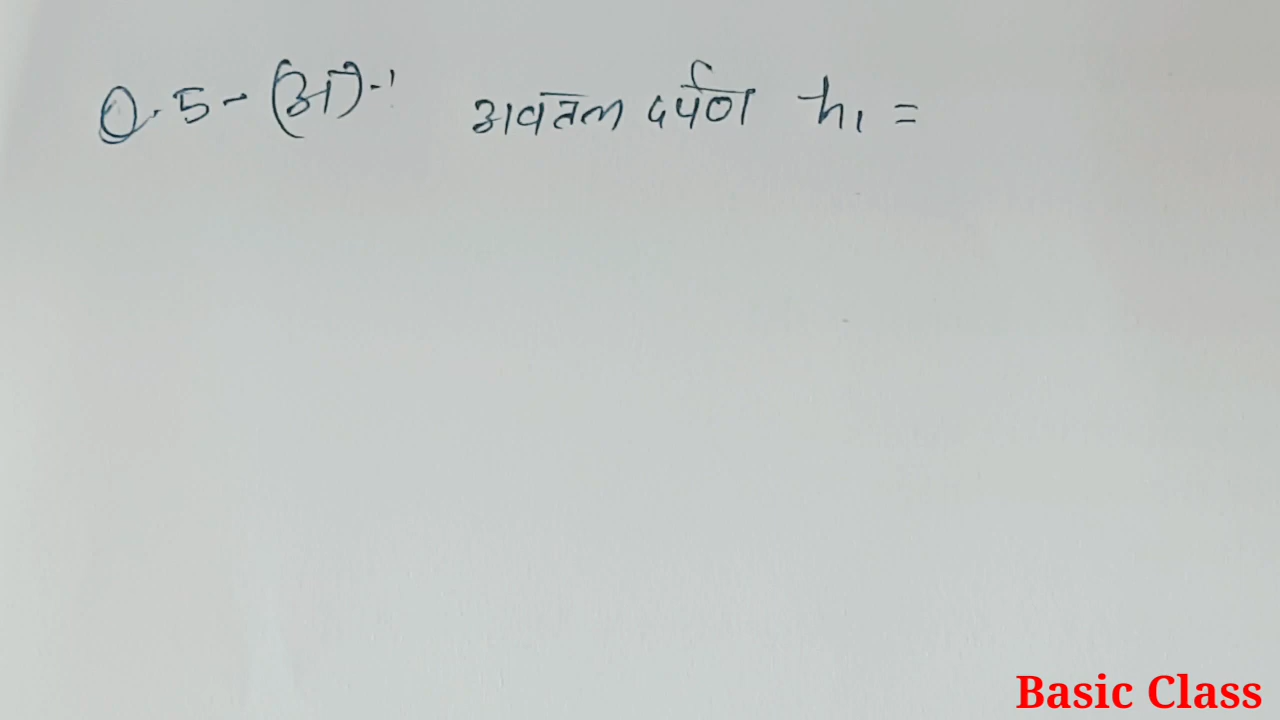 Q. 5 - (अ) -' अवतल दर्पण h₁ =
Basic Class